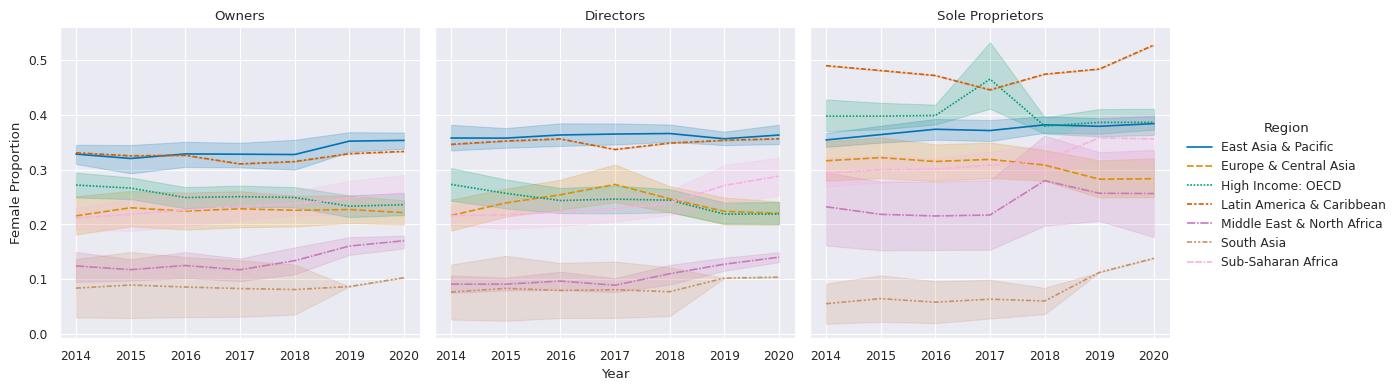 Owners
Directors
Sole Proprietors
Female Proportion
0.5
0.4
0.3
0.2
0.1
0.0
2014 2015 2016 2017 2018 2019 2020
2014 2015 2016 2017 2018 2019 2020
2014 2015 2016 2017 2018 2019 2020
Year
Region
East Asia & Pacific
Europe & Central Asia
High Income: OECD
Latin America & Caribbean
Middle East & North Africa
South Asia
Sub-Saharan Africa